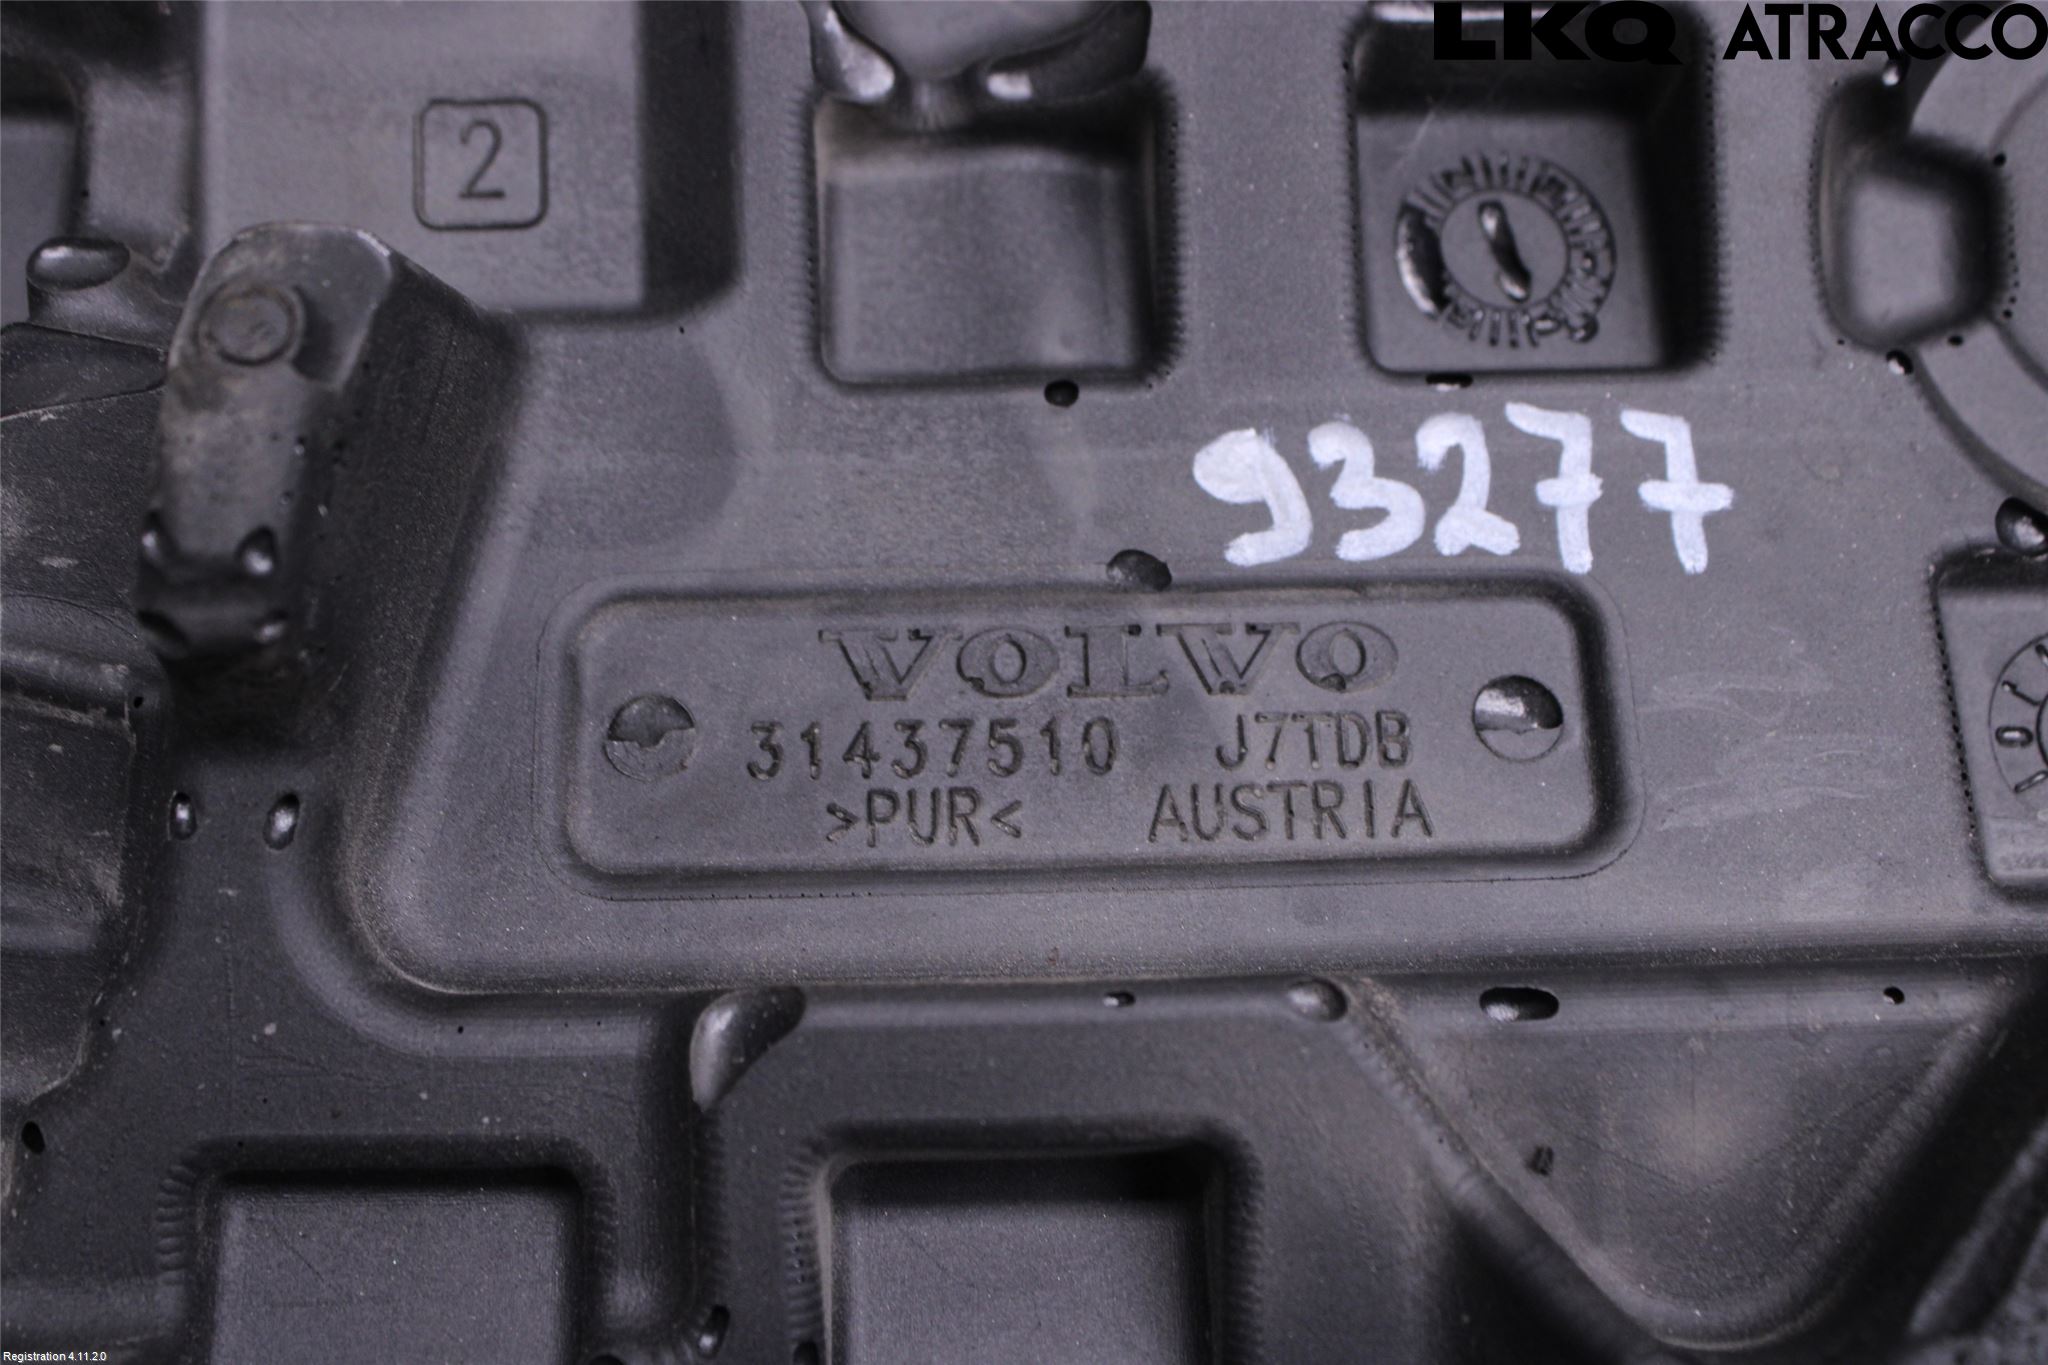 LKQ ATRACCO
2
93277
VOLVO
31437510 J7TDB
>PUR< AUSTRIA
Registration 4.11.2.0